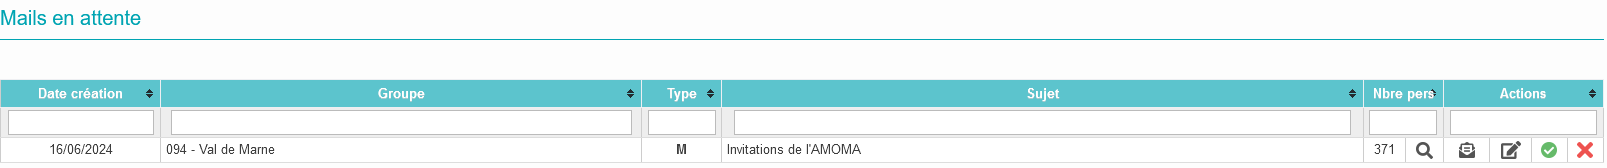 Mails en attente
Date création Groupe Type Sujet Nbre pers Actions
16/06/2024 094 - Val de Marne M Invitations de l'AMOMA 371